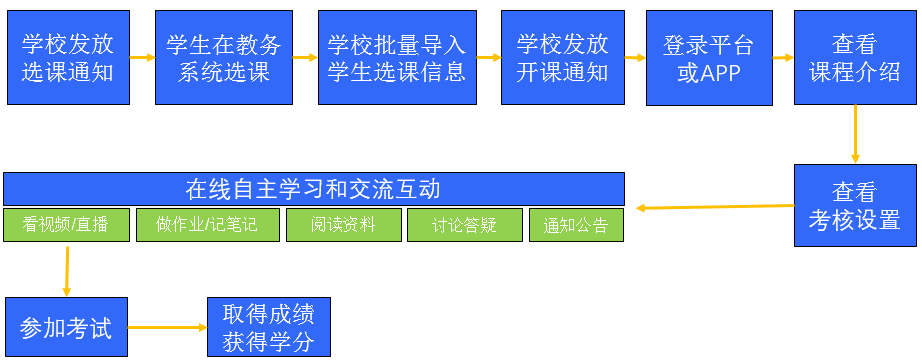 学校发放
选课通知
学生在教务
系统选课
学校批量导入
学生选课信息
学校发放
开课通知
登录平台
或APP
查看
课程介绍
查看
考核设置
在线自主学习和交流互动
看视频/直播
做作业/记笔记
阅读资料
讨论答疑
通知公告
参加考试
取得成绩
获得学分